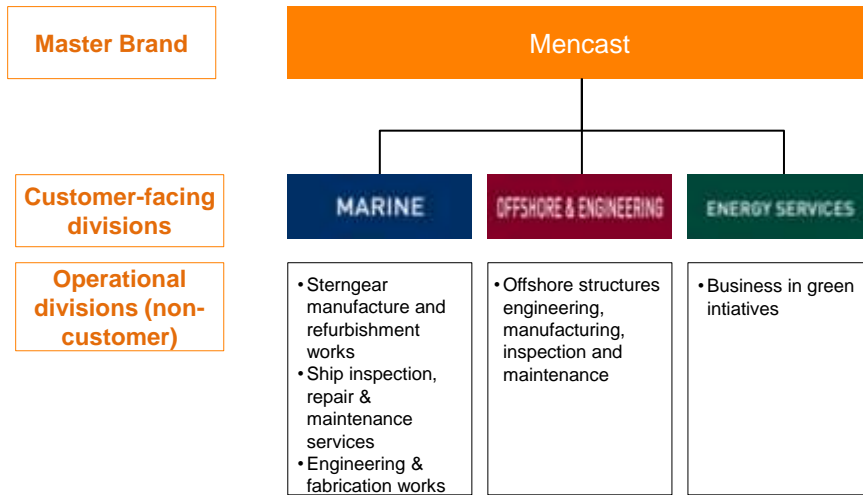 Master Brand
Mencast
Customer-facing
divisions
MARINE
OFFSHORE & ENGINEERING
ENERGY SERVICES
Operational
divisions (non-
customer)
• Sterngear
manufacture and
refurbishment
works
• Ship inspection,
repair &
maintenance
services
• Engineering &
fabrication works
• Offshore structures
engineering,
manufacturing,
inspection and
maintenance
• Business in green
intiatives